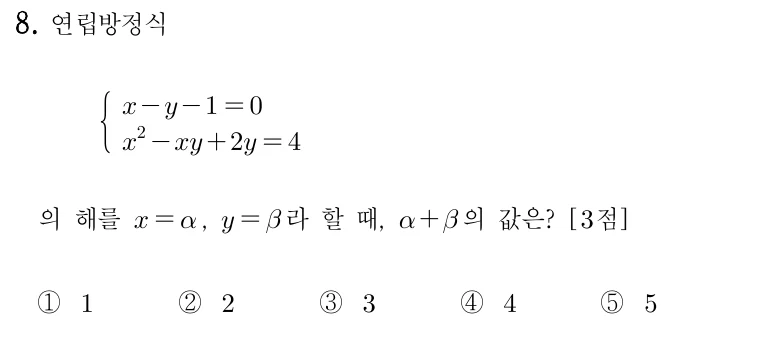 8. 연립방정식
x-y-1=0
x²-xy+2y=4
의 해를 x=α, y=β라 할 때, α+β의 값은? [3점]
① 1 ② 2 ③ 3 ④ 4 ⑤ 5